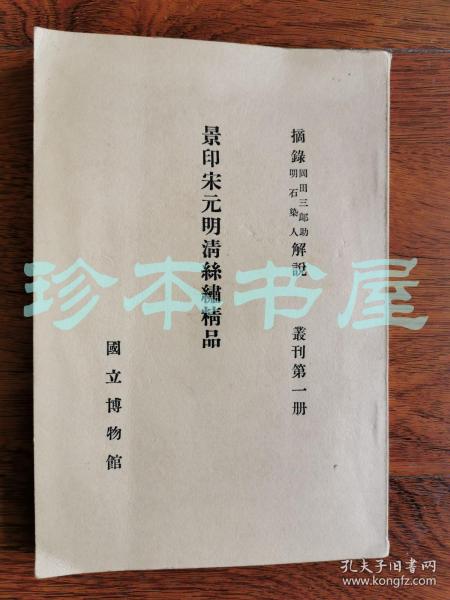 摘錄岡田三郎助明石染人解說 叢刊第一册
景印宋元明清絲繡精品
國立博物館
珍本书屋
孔夫子旧书网
www.kongfz.com